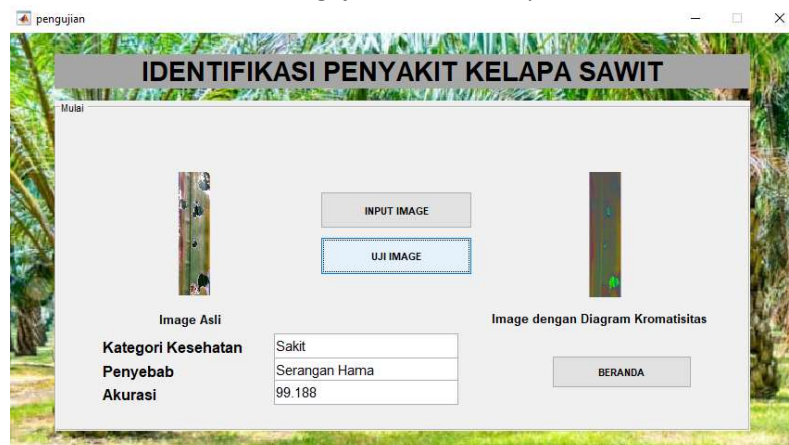 pengujian
IDENTIFIKASI PENYAKIT KELAPA SAWIT
Mulai
INPUT IMAGE
UJI IMAGE
Image Asli
Image dengan Diagram Kromatisitas
Kategori Kesehatan Sakit
Penyebab Serangan Hama
BERANDA
Akurasi 99.188